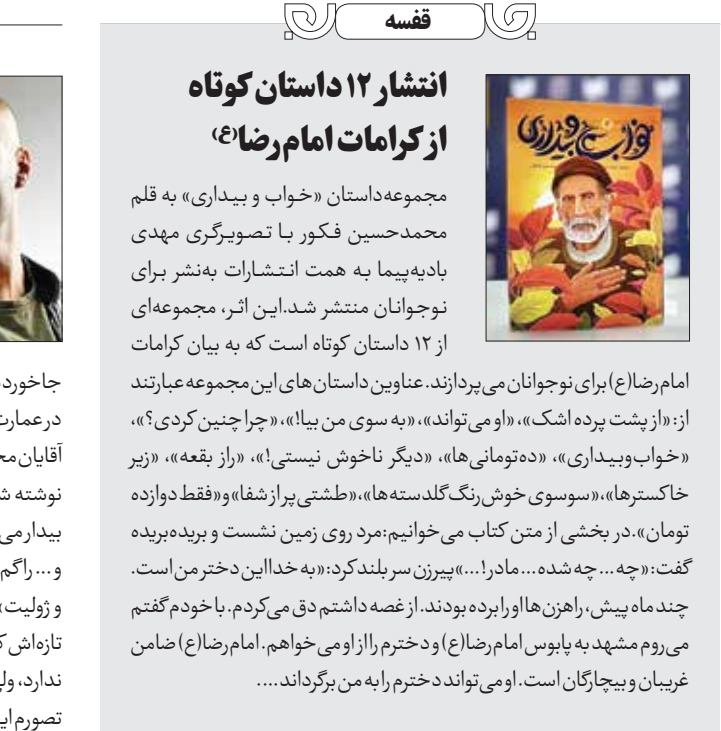 قفسه
انتشار ۱۲ داستان کوتاه
از کرامات امام رضا(ع)
خواب و بیداری
مجموعه‌داستان «خواب و بیداری» به قلم
محمدحسین فکور با تصویرگری مهدی
بادیه‌پیما به همت انتشارات به‌نشر برای
نوجوانان منتشر شد.این اثر، مجموعه‌ای
از ۱۲ داستان کوتاه است که به بیان کرامات
امام رضا(ع) برای نوجوانان می‌پردازند. عناوین داستان‌های این مجموعه عبارتند
از: «از پشت پرده اشک»، «او می‌تواند»، «به سوی من بیا!»، «چرا چنین کردی؟»،
«خواب‌وبیداری»، «ده‌تومانی‌ها»، «دیگر ناخوش نیستی!»، «راز بقعه»، «زیر
خاکسترها»، «سوسوی خوش‌رنگ گلدسته‌ها»، «طشتی پر از شفا» و «فقط دوازده
تومان». در بخشی از متن کتاب می‌خوانیم: مرد روی زمین نشست و بریده‌بریده
گفت: «چه ... چه شده ... مادر! ...» پیرزن سر بلند کرد: «به خدا این دختر من است.
چند ماه پیش، راهزن‌ها او را برده بودند. از غصه داشتم دق می‌کردم. با خودم گفتم
می‌روم مشهد به پابوس امام رضا(ع) و دخترم را از او می‌خواهم. امام رضا(ع) ضامن
غریبان و بیچارگان است. او می‌تواند دخترم را به من برگرداند ....
جاخورد
در عمارت
آقایان مح
نوشته ش
بیدار می
و ... را گم
و ژولیت»
تازه‌اش ک
ندارد، ول
تصورم ای